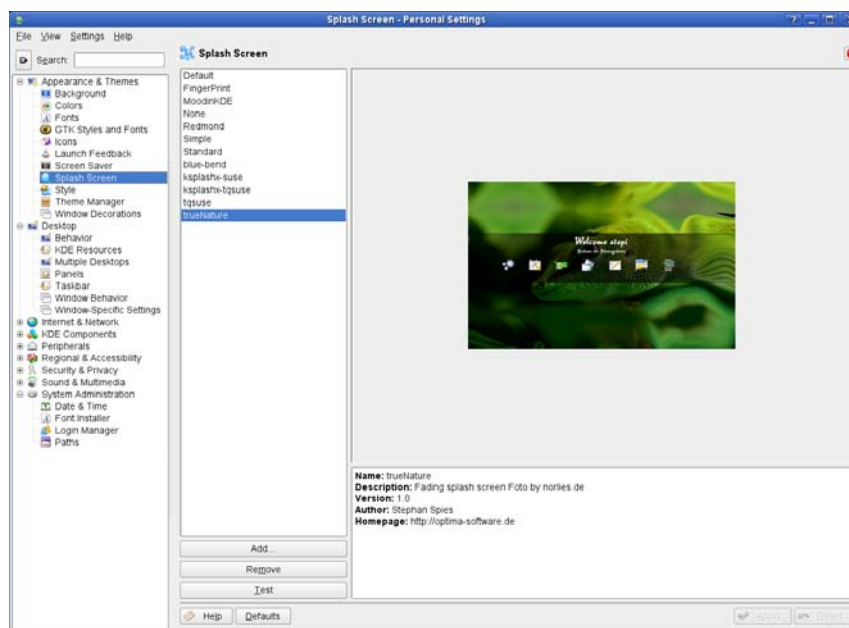 Splash Screen - Personal Settings
File View Settings Help
Search:
Splash Screen
Appearance & Themes
Background
Colors
Fonts
GTK Styles and Fonts
Icons
Launch Feedback
Screen Saver
Splash Screen
Style
Theme Manager
Window Decorations
Desktop
Behavior
KDE Resources
Multiple Desktops
Panels
Taskbar
Window Behavior
Window-Specific Settings
Internet & Network
KDE Components
Peripherals
Regional & Accessibility
Security & Privacy
Sound & Multimedia
System Administration
Date & Time
Font Installer
Login Manager
Paths
Default
FingerPrint
MoodinKDE
None
Redmond
Simple
Standard
blue-bend
ksplashx-suse
ksplashx-tqsuse
tqsuse
trueNature
Add...
Remove
Test
Welcome stepi
Name: trueNature
Description: Fading splash screen Foto by norlies.de
Version: 1.0
Author: Stephan Spies
Homepage: http://optima-software.de
Help Defaults
Apply Reset